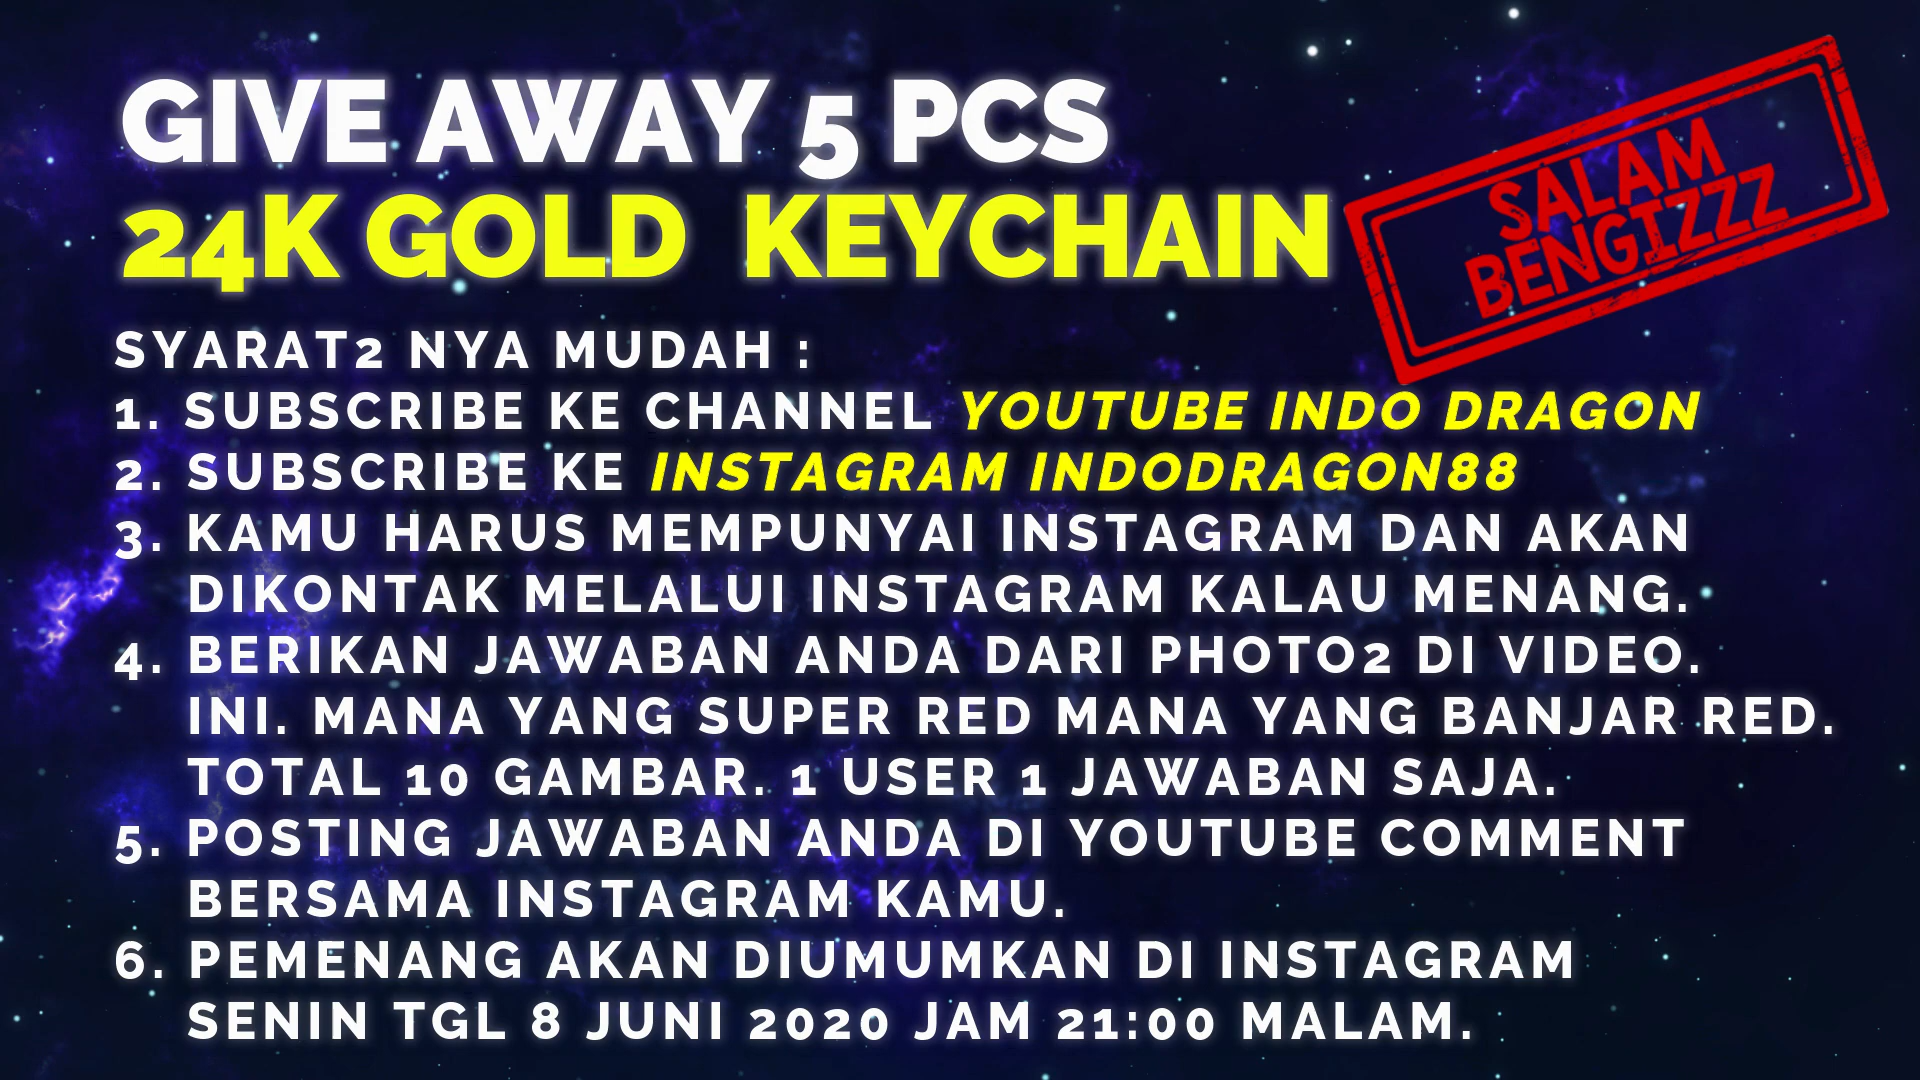 GIVE AWAY 5 PCS
24K GOLD KEYCHAIN
SALAM
BENGIZZZ
SYARAT2 NYA MUDAH :
1. SUBSCRIBE KE CHANNEL YOUTUBE INDO DRAGON
2. SUBSCRIBE KE INSTAGRAM INDODRAGON88
3. KAMU HARUS MEMPUNYAI INSTAGRAM DAN AKAN
DIKONTAK MELALUI INSTAGRAM KALAU MENANG.
4. BERIKAN JAWABAN ANDA DARI PHOTO2 DI VIDEO.
INI. MANA YANG SUPER RED MANA YANG BANJAR RED.
TOTAL 10 GAMBAR. 1 USER 1 JAWABAN SAJA.
5. POSTING JAWABAN ANDA DI YOUTUBE COMMENT
BERSAMA INSTAGRAM KAMU.
6. PEMENANG AKAN DIUMUMKAN DI INSTAGRAM
SENIN TGL 8 JUNI 2020 JAM 21:00 MALAM.